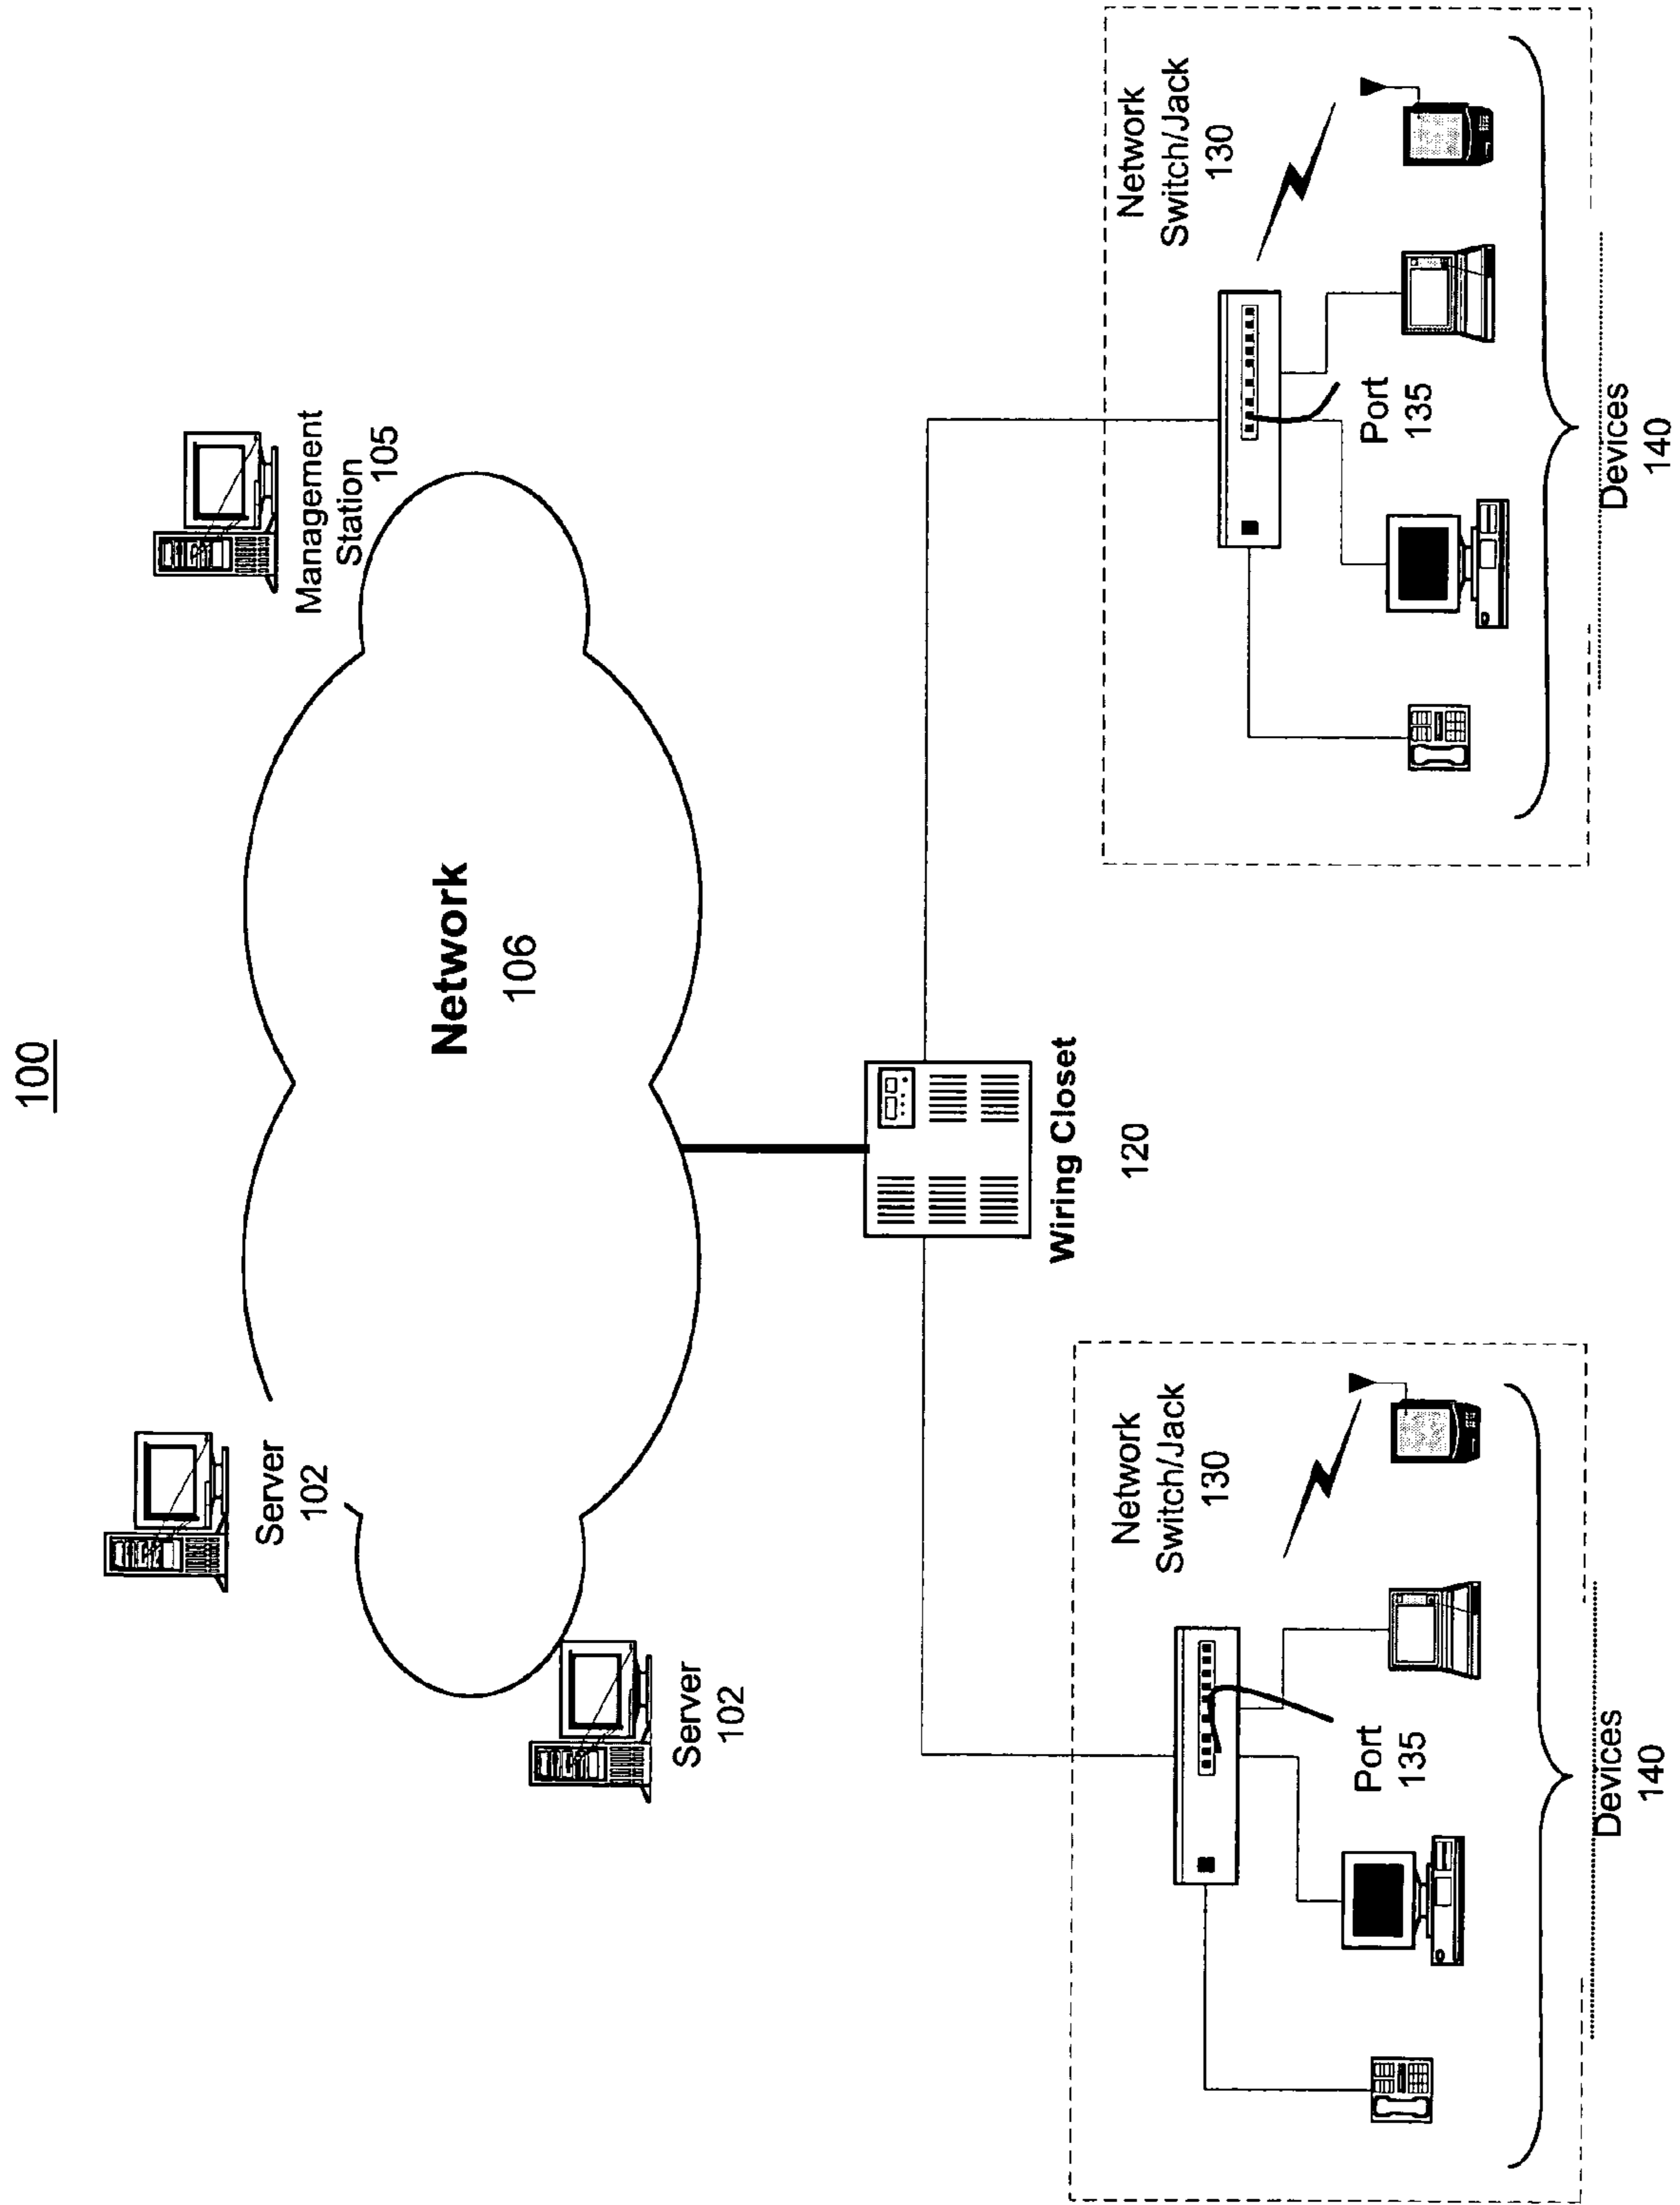 100
Server
102
Server
102
Management
Station
105
Network
106
Wiring Closet
120
Network
Switch/Jack
130
Port
135
Devices
140
Network
Switch/Jack
130
Port
135
Devices
140